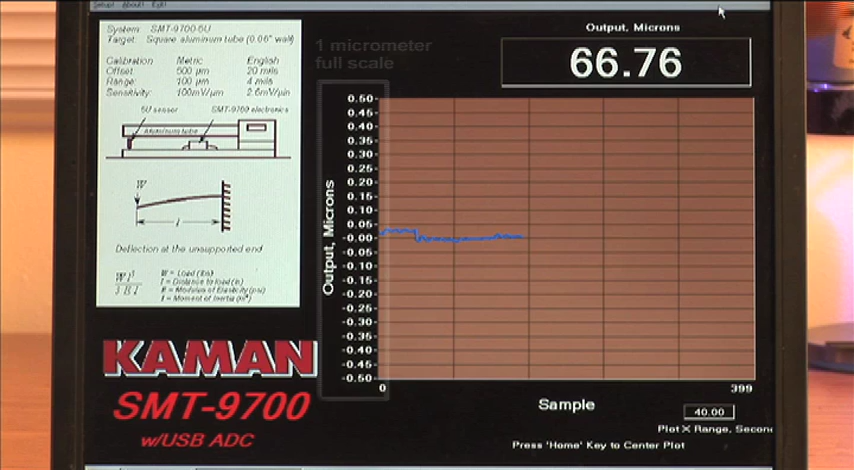 Setup! About! Exit!
System: SMT-9700-5U
Target: Square aluminum tube (0.06" wall)
Calibration Metric English
Offset: 500 µm 20 mils
Range: 100 µm 4 mils
Sensitivity: 100mV/µm 2.5mV/µin
5U sensor SMT-9700 electronics
Aluminum tube
W
l
Deflection at the unsupported end
W = Load (lbs)
l = Distance to load (in)
E = Modulus of Elasticity (psi)
I = Moment of Inertia (in⁴)
KAMAN
SMT-9700
w/USB ADC
1 micrometer
full scale
Output, Microns
66.76
Output, Microns
0.50
0.45
0.40
0.35
0.30
0.25
0.20
0.15
0.10
0.05
-0.00
-0.05
-0.10
-0.15
-0.20
-0.25
-0.30
-0.35
-0.40
-0.45
-0.50
0 399
Sample
40.00
Plot X Range, Secon
Press 'Home' Key to Center Plot